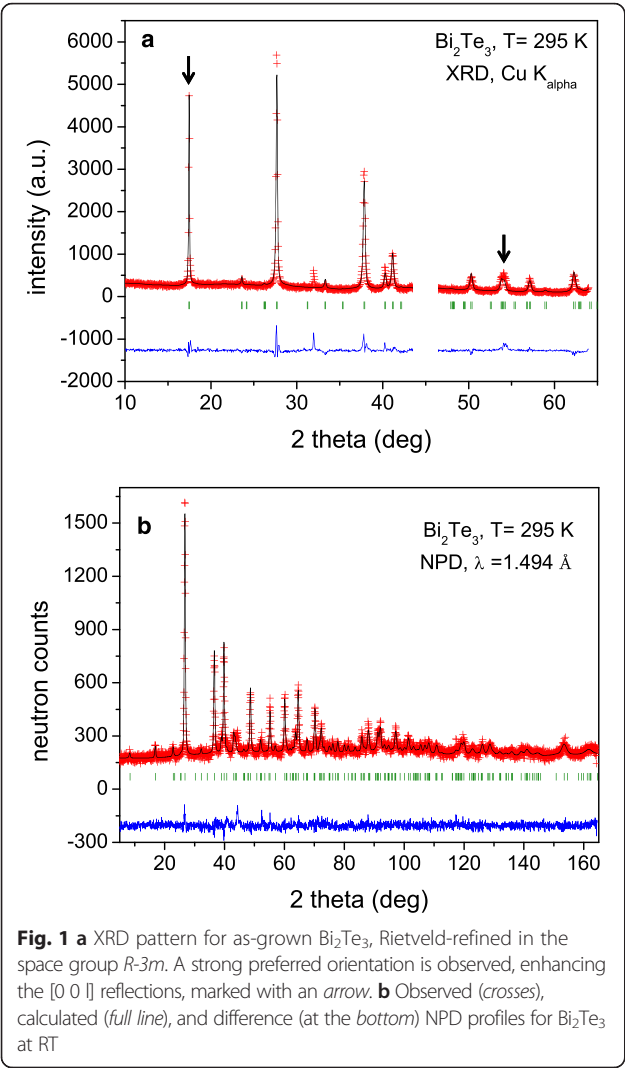 a
Bi₂Te₃, T= 295 K
XRD, Cu Kalpha
intensity (a.u.)
6000
5000
4000
3000
2000
1000
0
-1000
-2000
10 20 30 40 50 60
2 theta (deg)
b
Bi₂Te₃, T= 295 K
NPD, λ =1.494 Å
neutron counts
1500
1200
900
600
300
0
-300
20 40 60 80 100 120 140 160
2 theta (deg)
Fig. 1 a XRD pattern for as-grown Bi₂Te₃, Rietveld-refined in the
space group R-3m. A strong preferred orientation is observed, enhancing
the [0 0 l] reflections, marked with an arrow. b Observed (crosses),
calculated (full line), and difference (at the bottom) NPD profiles for Bi₂Te₃
at RT